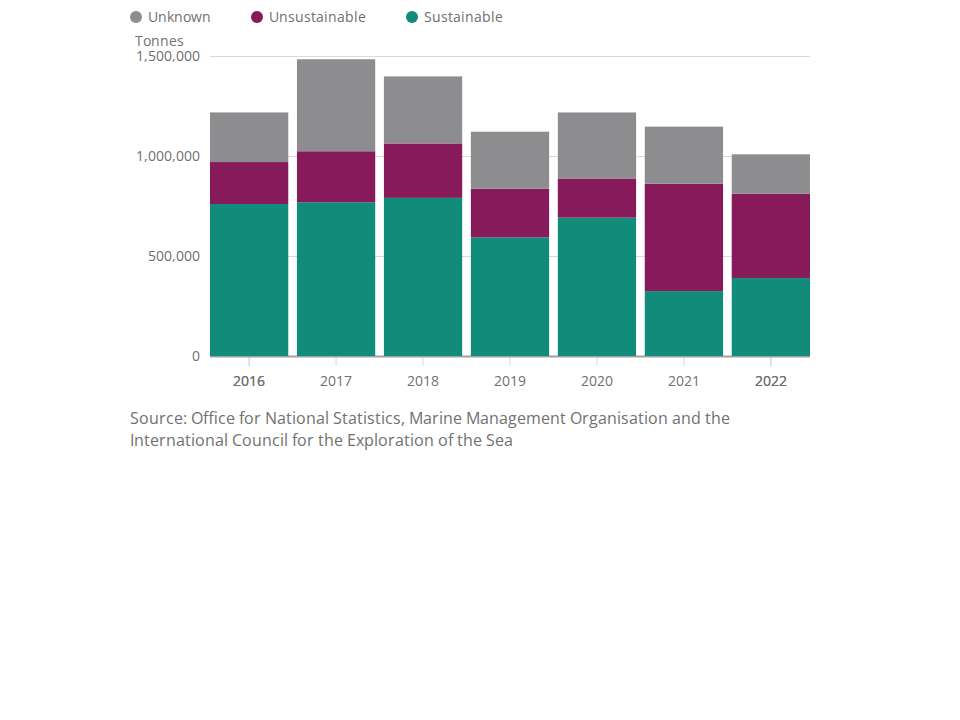 Unknown Unsustainable Sustainable
Tonnes
1,500,000
1,000,000
500,000
0
2016 2017 2018 2019 2020 2021 2022
Source: Office for National Statistics, Marine Management Organisation and the
International Council for the Exploration of the Sea